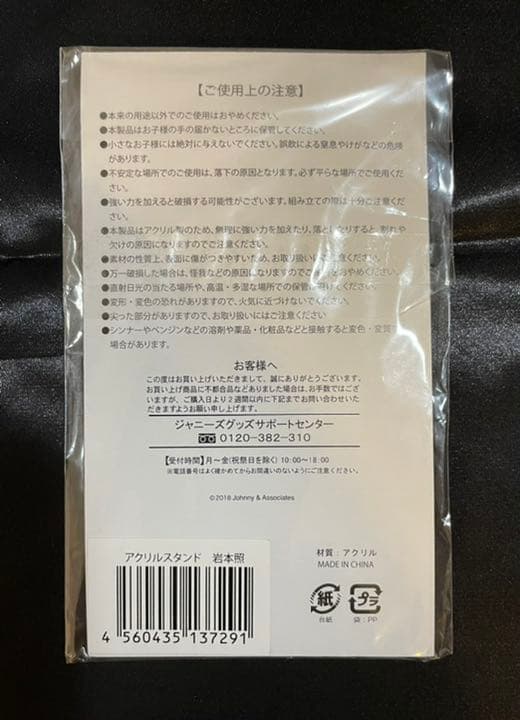 【ご使用上の注意】
●本来の用途以外でのご使用はおやめください。
●本製品はお子様の手の届かないところに保管してください。
●小さなお子様には絶対に与えないでください。誤飲による窒息やけがなどの危険
があります。
●不安定な場所でのご使用は、落下の原因となります。必ず平らな場所でご使用くだ
さい。
●強い力を加えると破損する可能性がございます。組み立ての際は十分ご注意くださ
い。
●本製品はアクリル製のため、無理に強い力を加えたり、落としたりすると、割れや
欠けの原因になりますのでご注意ください。
●素材の性質上、表面に傷がつきやすいため、お取り扱いにご注意ください。
●万一破損した場合は、怪我などの原因になりますのでご使用をおやめください。
●直射日光の当たる場所や、高温・多湿な場所での保管は避けてください。
●変形・変色の恐れがありますので、火気に近づけないでください。
●尖った部分がありますので、お取り扱いにはご注意ください
●シンナーやベンジンなどの溶剤や薬品・化粧品などと接触すると変色・変質
場合があります。
お客様へ
この度はお買い上げいただきまして、誠にありがとうございます。
お買い上げ商品に不都合品などありました場合は、お手数ではござい
ますが、ご購入日より2週間以内に下記までお問い合わせいた
だきますようお願い申し上げます。
ジャニーズグッズサポートセンター
0120-382-310
【受付時間】月～金(祝祭日を除く) 10:00～18:00
※電話番号はよく確かめてからお間違いのないようにご注意ください。
©2018 Johnny & Associates
アクリルスタンド 岩本照
4 560435 137291
材質：アクリル
MADE IN CHINA
紙
台紙
プラ
袋：PP